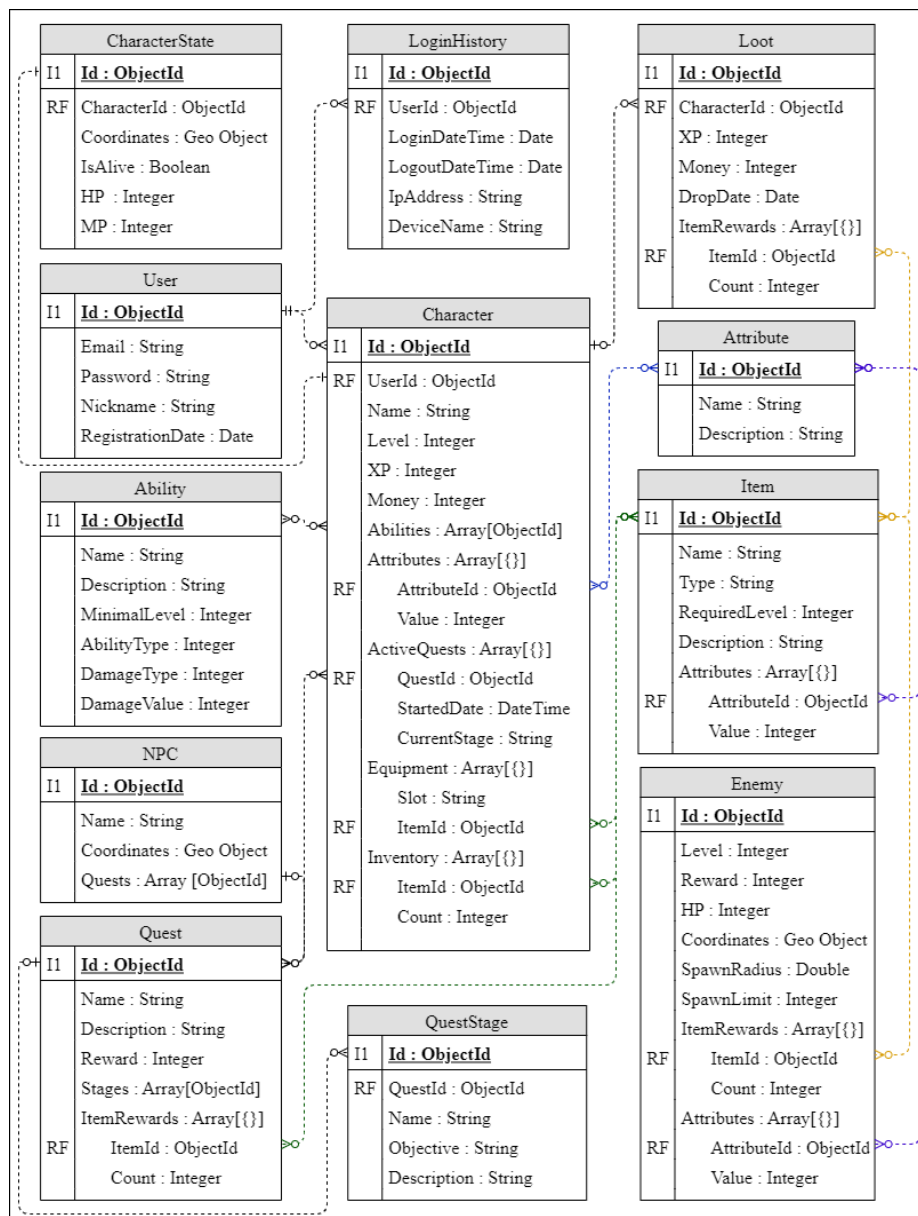 CharacterState
I1 Id : ObjectId
RF CharacterId : ObjectId
Coordinates : Geo Object
IsAlive : Boolean
HP : Integer
MP : Integer
LoginHistory
I1 Id : ObjectId
RF UserId : ObjectId
LoginDateTime : Date
LogoutDateTime : Date
IpAddress : String
DeviceName : String
Loot
I1 Id : ObjectId
RF CharacterId : ObjectId
XP : Integer
Money : Integer
DropDate : Date
ItemRewards : Array[{}]
RF ItemId : ObjectId
Count : Integer
User
I1 Id : ObjectId
Email : String
Password : String
Nickname : String
RegistrationDate : Date
Character
I1 Id : ObjectId
RF UserId : ObjectId
Name : String
Level : Integer
XP : Integer
Money : Integer
Abilities : Array[ObjectId]
Attributes : Array[{}]
RF AttributeId : ObjectId
Value : Integer
ActiveQuests : Array[{}]
RF QuestId : ObjectId
StartedDate : DateTime
CurrentStage : String
Equipment : Array[{}]
Slot : String
RF ItemId : ObjectId
Inventory : Array[{}]
RF ItemId : ObjectId
Count : Integer
Attribute
I1 Id : ObjectId
Name : String
Description : String
Ability
I1 Id : ObjectId
Name : String
Description : String
MinimalLevel : Integer
AbilityType : Integer
DamageType : Integer
DamageValue : Integer
Item
I1 Id : ObjectId
Name : String
Type : String
RequiredLevel : Integer
Description : String
Attributes : Array[{}]
RF AttributeId : ObjectId
Value : Integer
NPC
I1 Id : ObjectId
Name : String
Coordinates : Geo Object
Quests : Array [ObjectId]
Enemy
I1 Id : ObjectId
Level : Integer
Reward : Integer
HP : Integer
Coordinates : Geo Object
SpawnRadius : Double
SpawnLimit : Integer
ItemRewards : Array[{}]
RF ItemId : ObjectId
Count : Integer
Attributes : Array[{}]
RF AttributeId : ObjectId
Value : Integer
Quest
I1 Id : ObjectId
Name : String
Description : String
Reward : Integer
Stages : Array[ObjectId]
ItemRewards : Array[{}]
RF ItemId : ObjectId
Count : Integer
QuestStage
I1 Id : ObjectId
RF QuestId : ObjectId
Name : String
Objective : String
Description : String